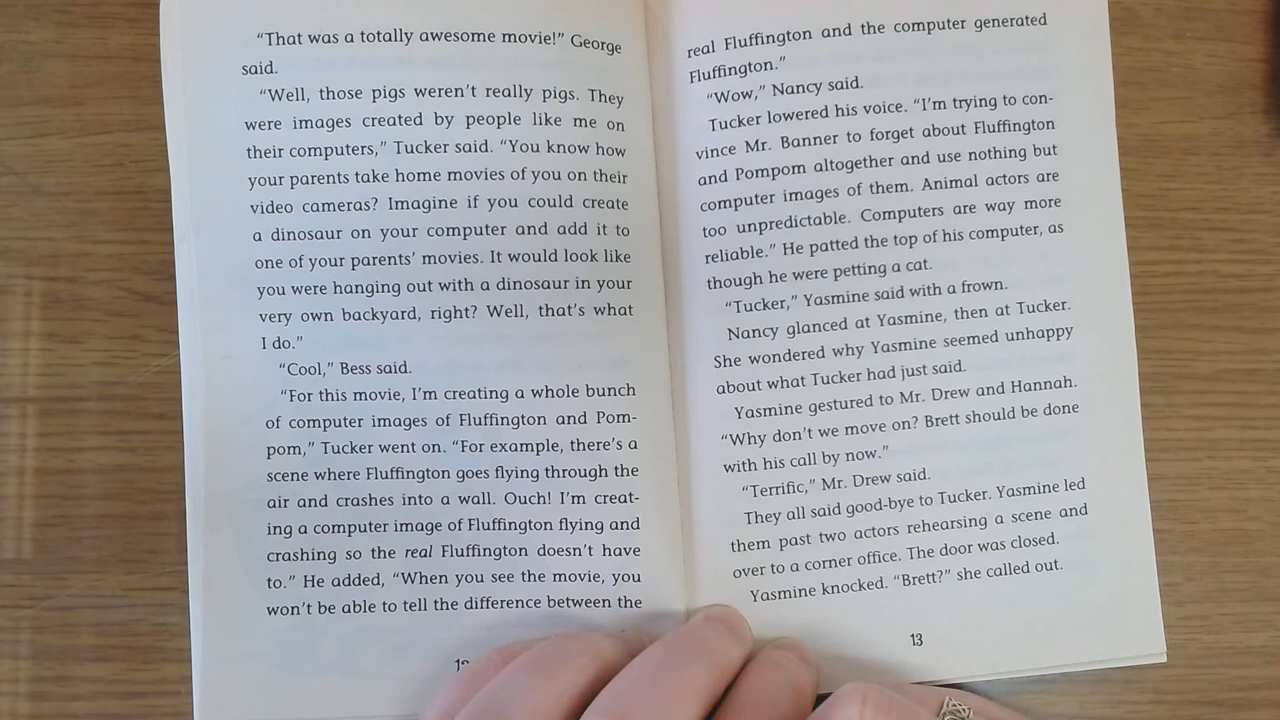 “That was a totally awesome movie!” George
said.
“Well, those pigs weren’t really pigs. They
were images created by people like me on
their computers,” Tucker said. “You know how
your parents take home movies of you on their
video cameras? Imagine if you could create
a dinosaur on your computer and add it to
one of your parents’ movies. It would look like
you were hanging out with a dinosaur in your
very own backyard, right? Well, that’s what
I do.”
“Cool,” Bess said.
“For this movie, I’m creating a whole bunch
of computer images of Fluffington and Pom-
pom,” Tucker went on. “For example, there’s a
scene where Fluffington goes flying through the
air and crashes into a wall. Ouch! I’m creat-
ing a computer image of Fluffington flying and
crashing so the real Fluffington doesn’t have
to.” He added, “When you see the movie, you
won’t be able to tell the difference between the
real Fluffington and the computer generated
Fluffington.”
“Wow,” Nancy said.
Tucker lowered his voice. “I’m trying to con-
vince Mr. Banner to forget about Fluffington
and Pompom altogether and use nothing but
computer images of them. Animal actors are
too unpredictable. Computers are way more
reliable.” He patted the top of his computer, as
though he were petting a cat.
“Tucker,” Yasmine said with a frown.
Nancy glanced at Yasmine, then at Tucker.
She wondered why Yasmine seemed unhappy
about what Tucker had just said.
Yasmine gestured to Mr. Drew and Hannah.
“Why don’t we move on? Brett should be done
with his call by now.”
“Terrific,” Mr. Drew said.
They all said good-bye to Tucker. Yasmine led
them past two actors rehearsing a scene and
over to a corner office. The door was closed.
Yasmine knocked. “Brett?” she called out.
13